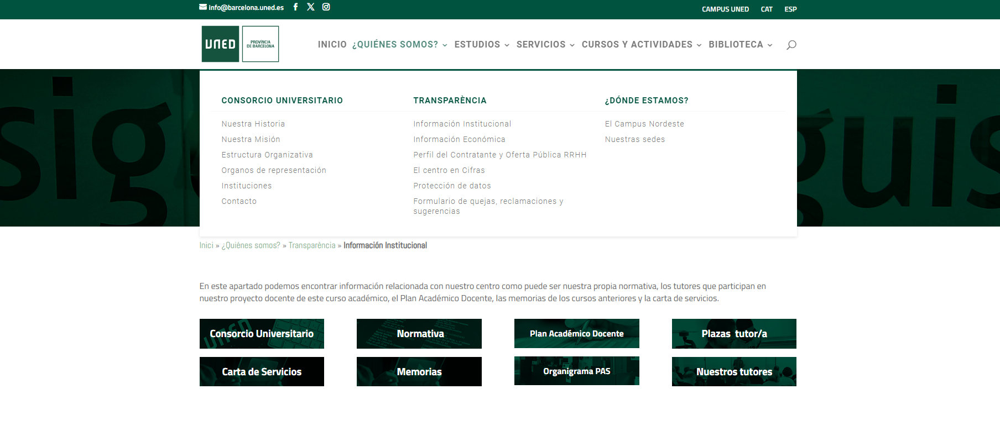 info@barcelona.uned.es
CAMPUS UNED CAT ESP
UNED
PROVÍNCIA
DE BARCELONA
INICIO ¿QUIÉNES SOMOS? ESTUDIOS SERVICIOS CURSOS Y ACTIVIDADES BIBLIOTECA
sig
guis
CONSORCIO UNIVERSITARIO
Nuestra Historia
Nuestra Misión
Estructura Organizativa
Organos de representación
Instituciones
Contacto
TRANSPARÈNCIA
Información Institucional
Información Económica
Perfil del Contratante y Oferta Pública RRHH
El centro en Cifras
Protección de datos
Formulario de quejas, reclamaciones y
sugerencias
¿DÓNDE ESTAMOS?
El Campus Nordeste
Nuestras sedes
Inici » ¿Quiénes somos? » Transparència » Información Institucional
En este apartado podemos encontrar información relacionada con nuestro centro como puede ser nuestra propia normativa, los tutores que participan en
nuestro proyecto docente de este curso académico, el Plan Académico Docente, las memorias de los cursos anteriores y la carta de servicios.
Consorcio Universitario
UNED
Normativa
Plan Académico Docente
Plazas tutor/a
Carta de Servicios
Memorias
Organigrama PAS
Nuestros tutores